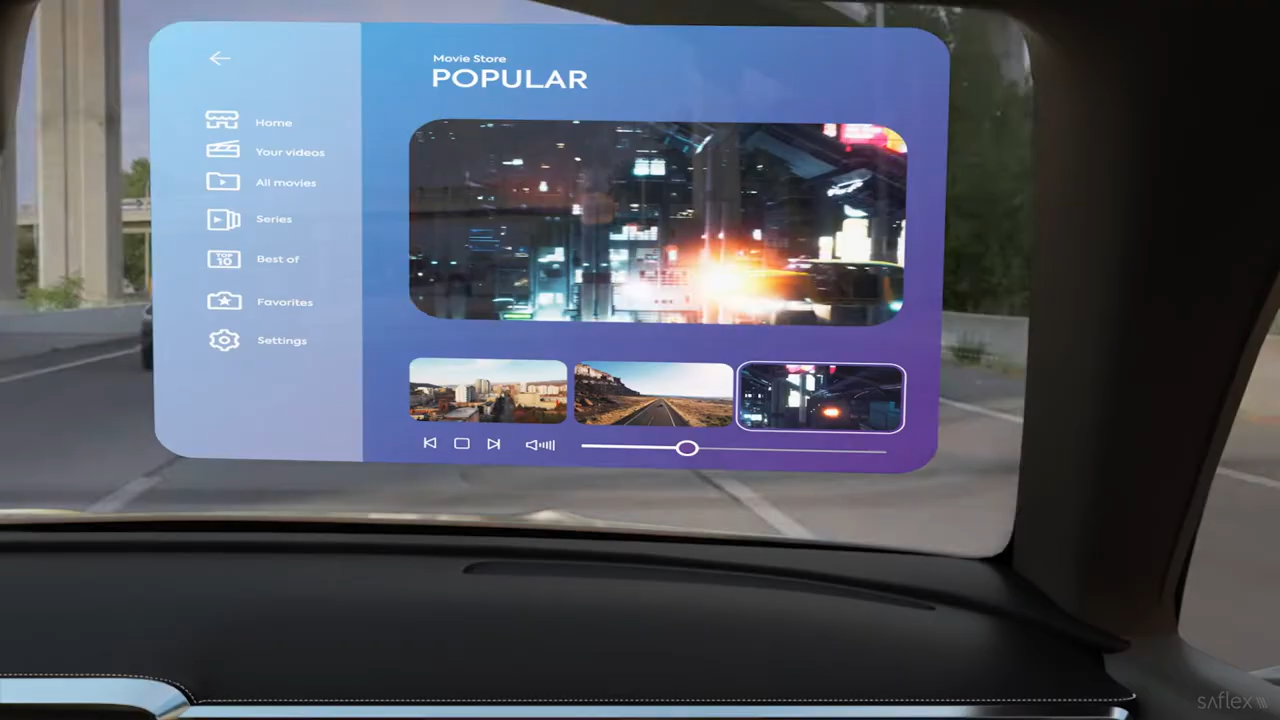 Movie Store
POPULAR
Home
Your videos
All movies
Series
TOP
10
Best of
Favorites
Settings
saflex